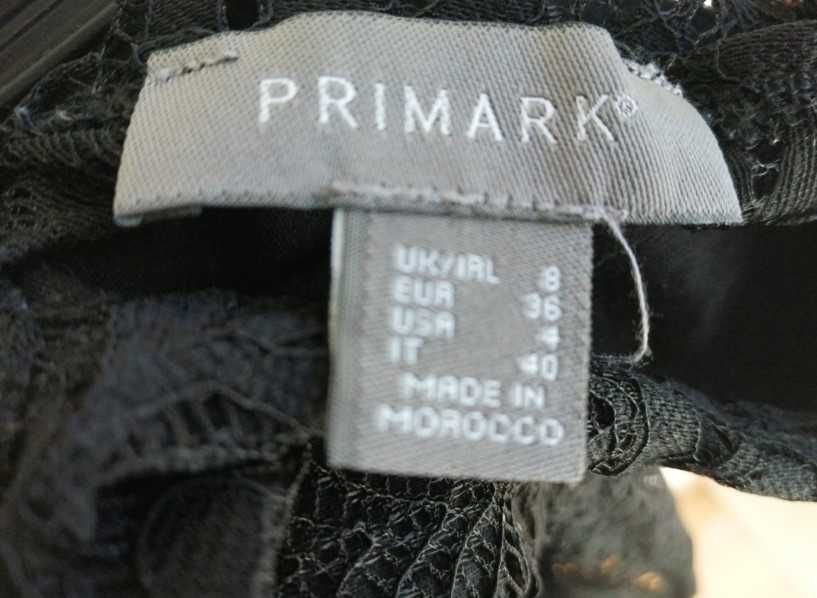 PRIMARK®
UK/IRL 8
EUR 36
USA 4
IT 40
MADE IN
MOROCCO